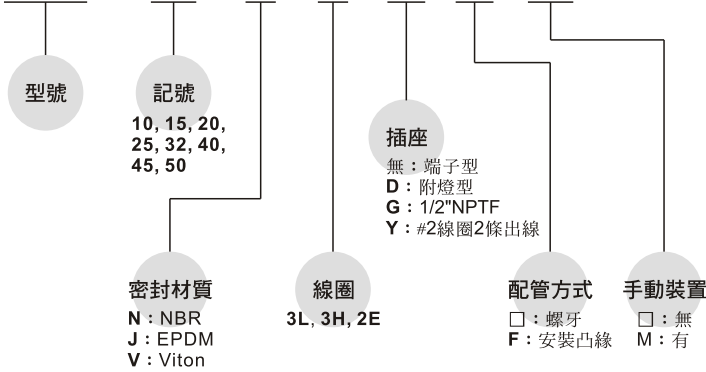 型號
記號
10, 15, 20,
25, 32, 40,
45, 50
插座
無：端子型
D：附燈型
G：1/2"NPTF
Y：#2線圈2條出線
密封材質
N：NBR
J：EPDM
V：Viton
線圈
3L, 3H, 2E
配管方式
□：螺牙
F：安裝凸緣
手動裝置
□：無
M：有